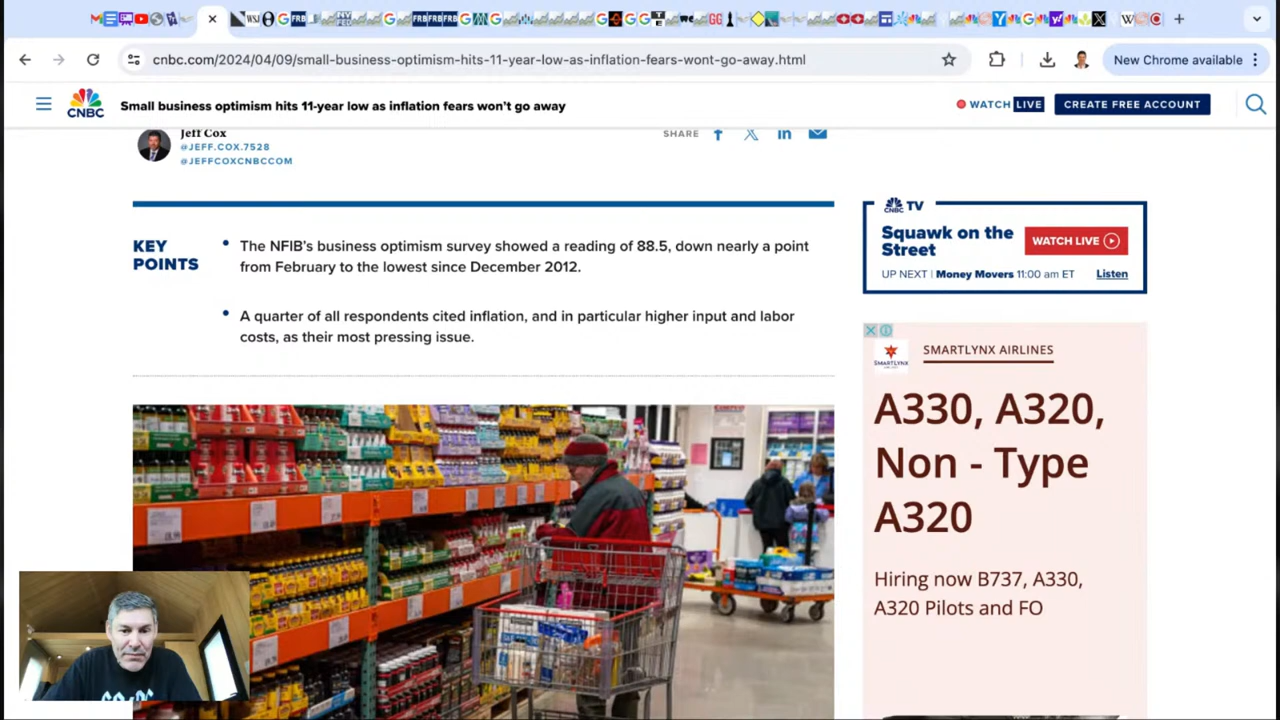 cnbc.com/2024/04/09/small-business-optimism-hits-11-year-low-as-inflation-fears-wont-go-away.html
New Chrome available
CNBC
Small business optimism hits 11-year low as inflation fears won’t go away
WATCH LIVE
CREATE FREE ACCOUNT
Jeff Cox
@JEFF.COX.7528
@JEFFCOXCNBCCOM
SHARE
KEY
POINTS
The NFIB’s business optimism survey showed a reading of 88.5, down nearly a point
from February to the lowest since December 2012.
A quarter of all respondents cited inflation, and in particular higher input and labor
costs, as their most pressing issue.
CNBC TV
Squawk on the
Street
WATCH LIVE
UP NEXT | Money Movers 11:00 am ET
Listen
SMARTLYNX
SMARTLYNX AIRLINES
A330, A320,
Non - Type
A320
Hiring now B737, A330,
A320 Pilots and FO